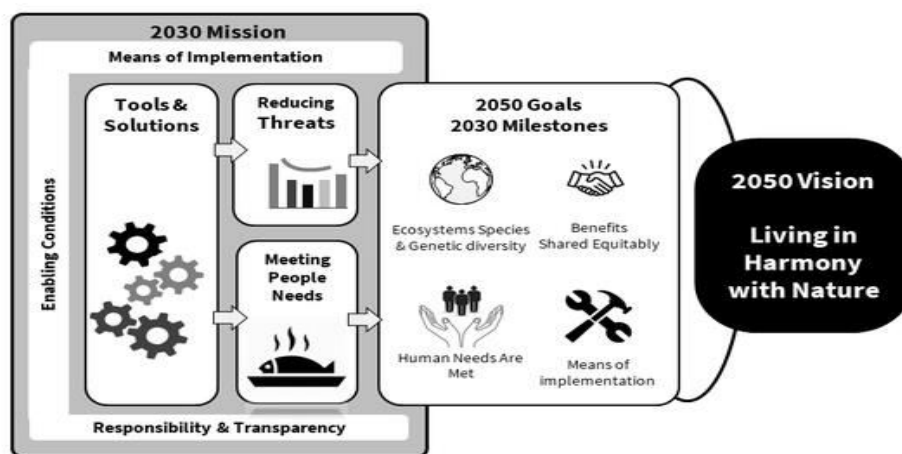 2030 Mission
Means of Implementation
Enabling Conditions
Tools &
Solutions
Reducing
Threats
Meeting
People
Needs
Responsibility & Transparency
2050 Goals
2030 Milestones
Ecosystems Species
& Genetic diversity
Benefits
Shared Equitably
Human Needs Are
Met
Means of
implementation
2050 Vision
Living in
Harmony
with Nature